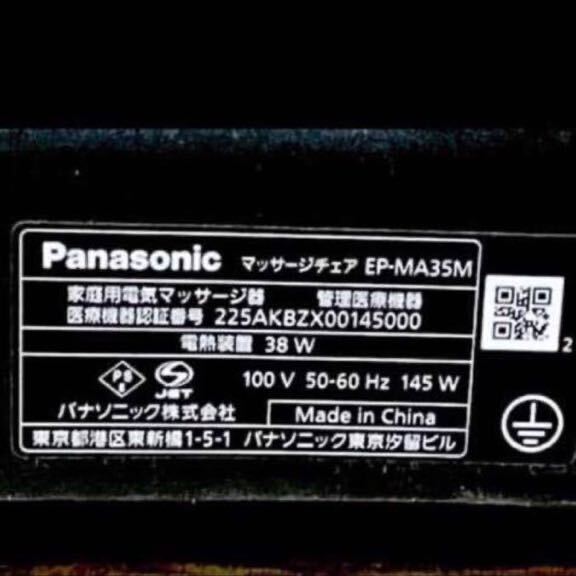 Panasonic マッサージチェア EP-MA35M
家庭用電気マッサージ器 管理医療機器
医療機器認証番号 225AKBZX00145000
電熱装置 38 W
PS E JET 100 V 50-60 Hz 145 W
パナソニック株式会社 Made in China
東京都港区東新橋1-5-1 パナソニック東京汐留ビル
2